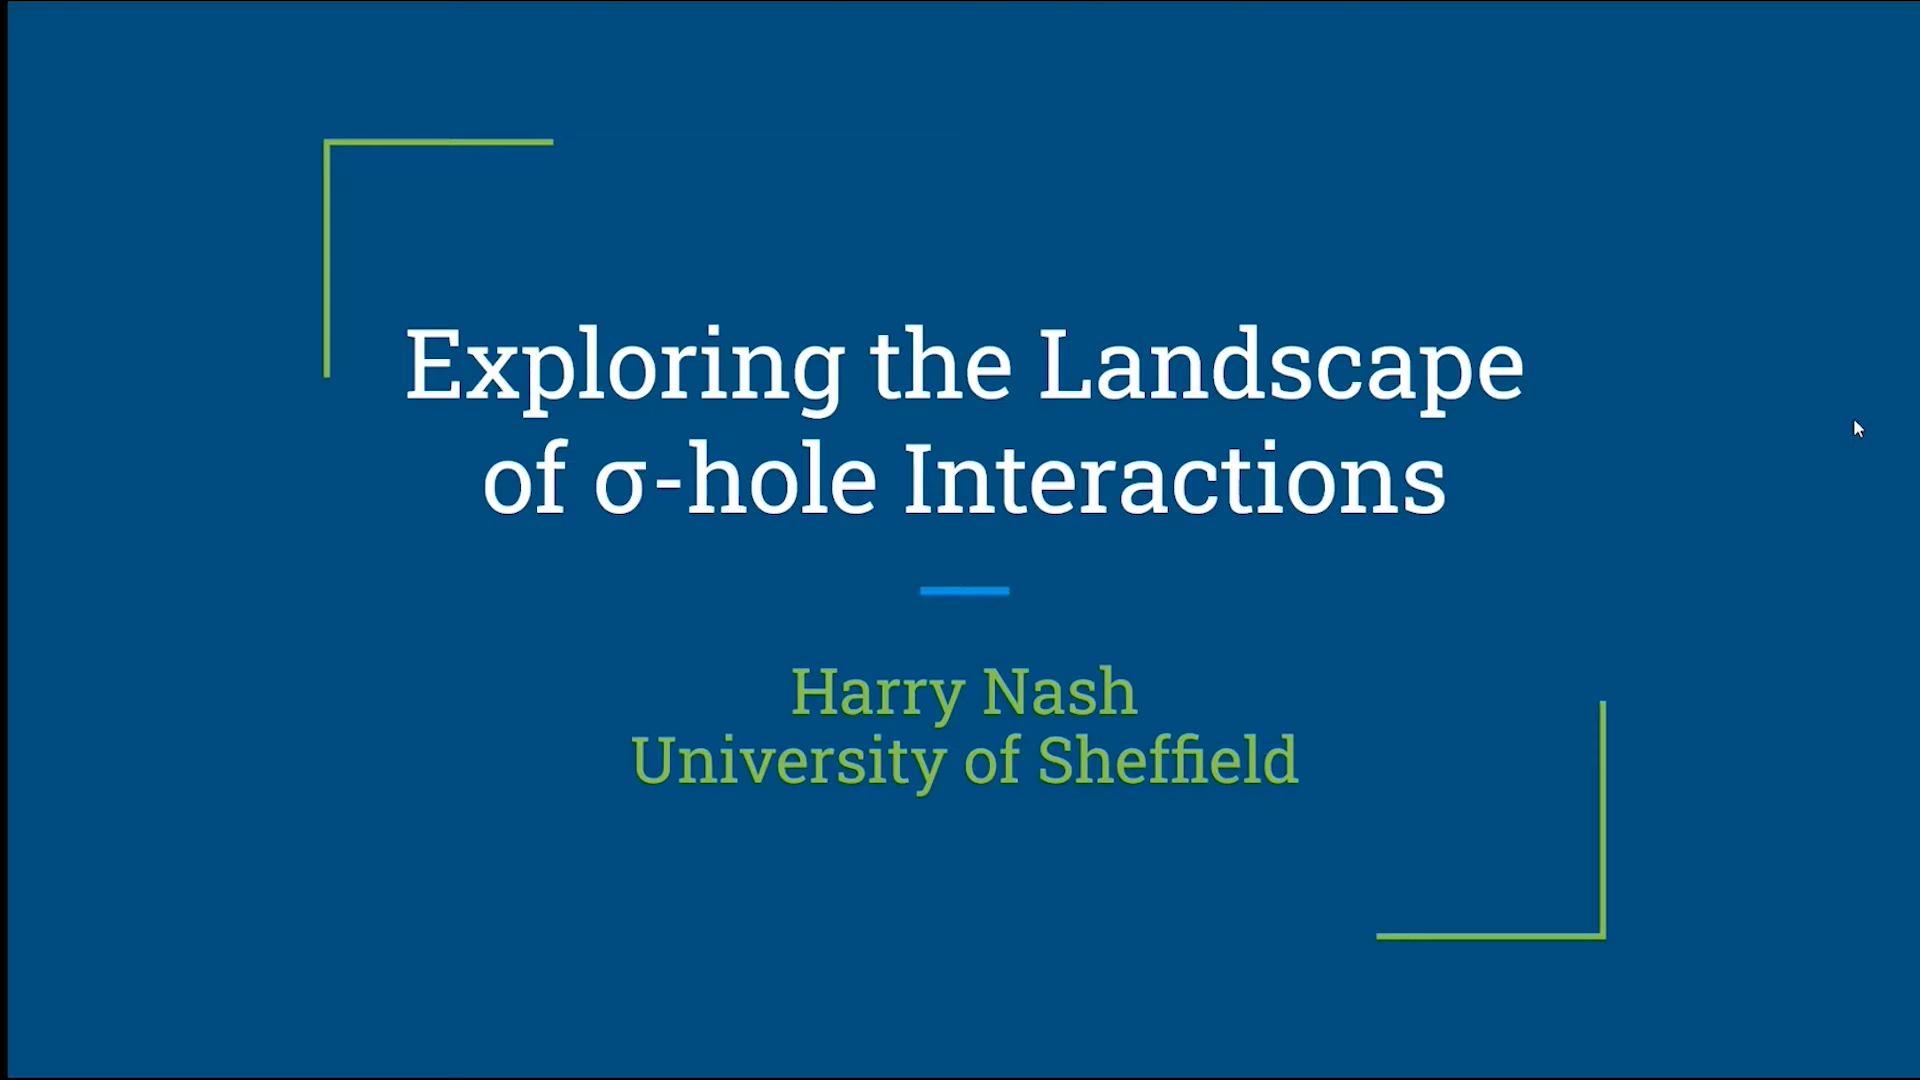 Exploring the Landscape
of σ-hole Interactions
Harry Nash
University of Sheffield